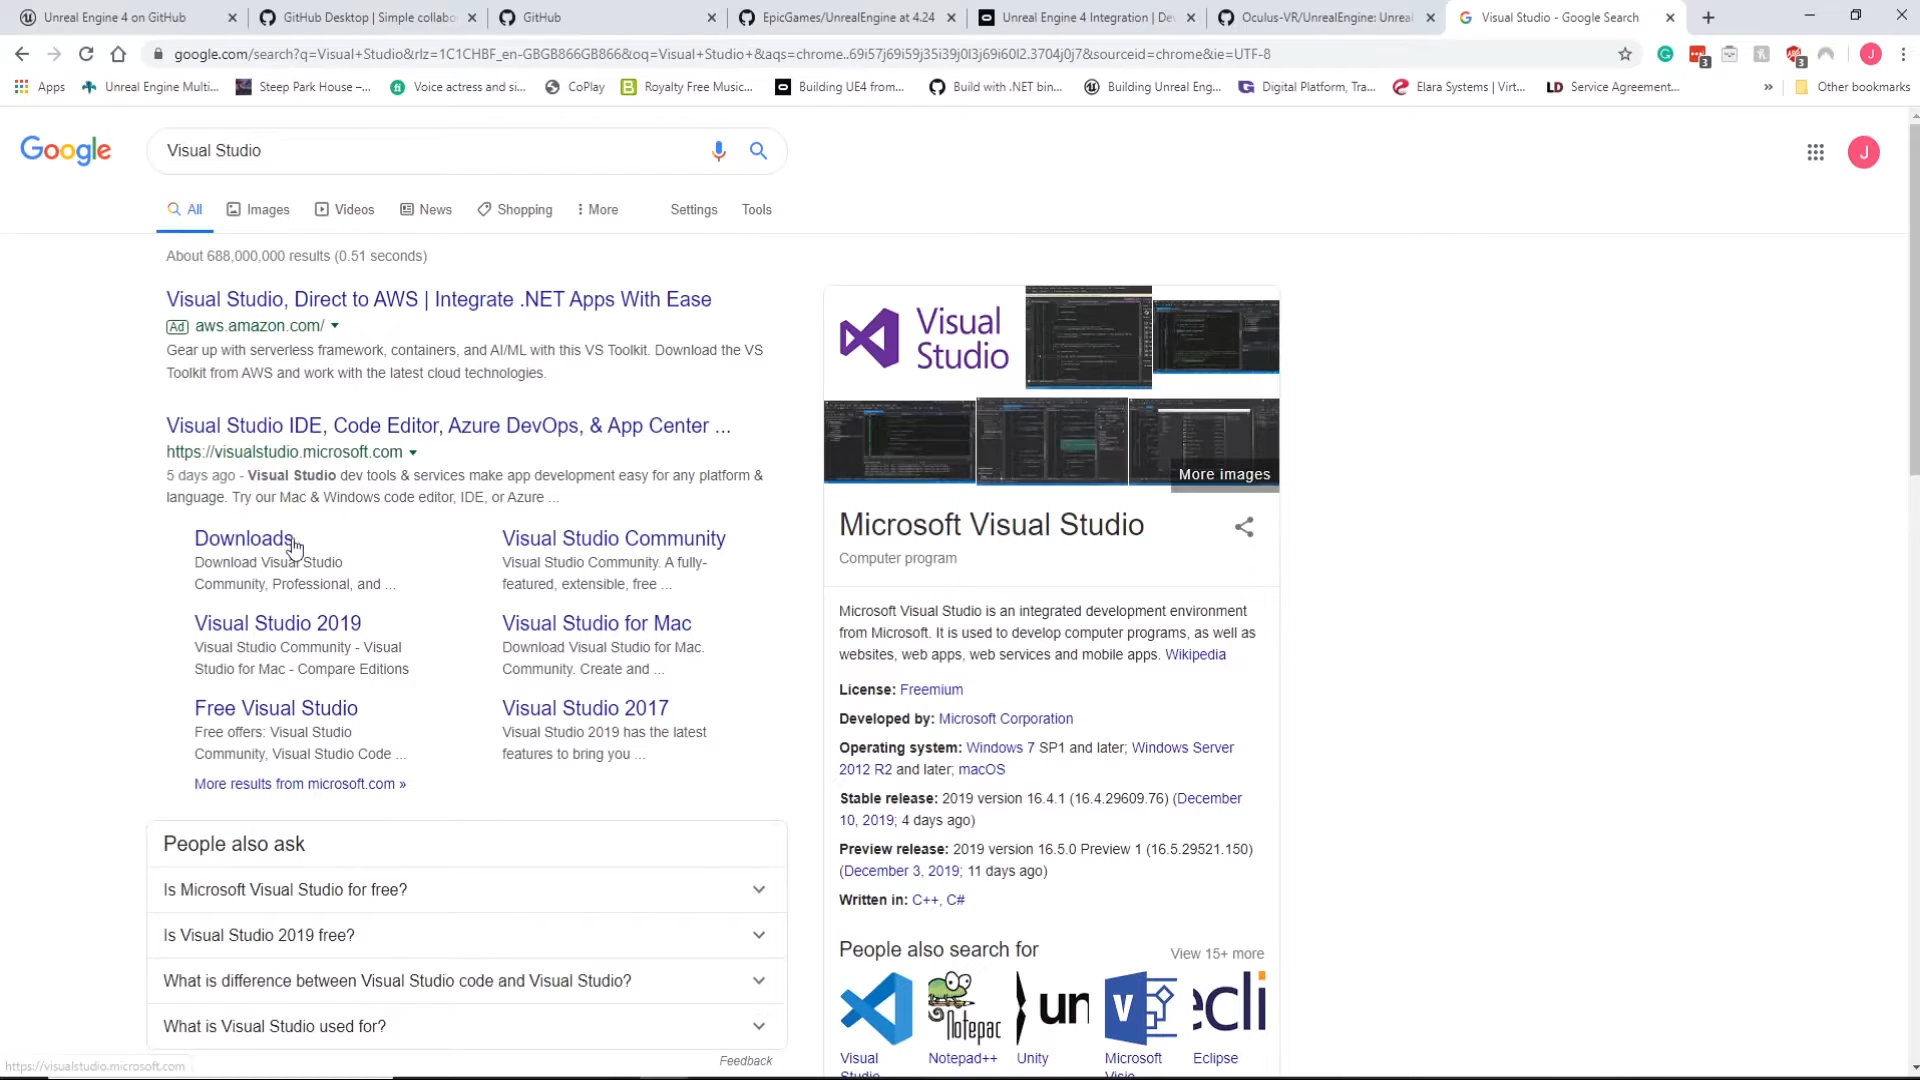 Unreal Engine 4 on GitHub
GitHub Desktop | Simple collabo
GitHub
EpicGames/UnrealEngine at 4.24
Unreal Engine 4 Integration | De
Oculus-VR/UnrealEngine: Unreal
Visual Studio - Google Search
google.com/search?q=Visual+Studio&rlz=1C1CHBF_en-GBGB866GB866&oq=Visual+Studio+&aqs=chrome..69i57j69i59j35i39j0l3j69i60l2.3704j0j7&sourceid=chrome&ie=UTF-8
3
3
J
Apps
Unreal Engine Multi...
Steep Park House –...
Voice actress and si...
CoPlay
Royalty Free Music...
Building UE4 from...
Build with .NET bin...
Building Unreal Eng...
Digital Platform, Tra...
Elara Systems | Virt...
LD Service Agreement...
»
Other bookmarks
Google
Visual Studio
J
All
Images
Videos
News
Shopping
More
Settings
Tools
About 688,000,000 results (0.51 seconds)
Visual Studio, Direct to AWS | Integrate .NET Apps With Ease
Ad aws.amazon.com/
Gear up with serverless framework, containers, and AI/ML with this VS Toolkit. Download the VS
Toolkit from AWS and work with the latest cloud technologies.
Visual Studio IDE, Code Editor, Azure DevOps, & App Center ...
https://visualstudio.microsoft.com
5 days ago - Visual Studio dev tools & services make app development easy for any platform &
language. Try our Mac & Windows code editor, IDE, or Azure ...
Downloads
Download Visual Studio
Community, Professional, and ...
Visual Studio Community
Visual Studio Community. A fully-
featured, extensible, free ...
Visual Studio 2019
Visual Studio Community - Visual
Studio for Mac - Compare Editions
Visual Studio for Mac
Download Visual Studio for Mac.
Community. Create and ...
Free Visual Studio
Free offers: Visual Studio
Community, Visual Studio Code ...
Visual Studio 2017
Visual Studio 2019 has the latest
features to bring you ...
More results from microsoft.com »
People also ask
Is Microsoft Visual Studio for free?
Is Visual Studio 2019 free?
What is difference between Visual Studio code and Visual Studio?
What is Visual Studio used for?
Feedback
https://visualstudio.microsoft.com
Visual
Studio
More images
Microsoft Visual Studio
Computer program
Microsoft Visual Studio is an integrated development environment
from Microsoft. It is used to develop computer programs, as well as
websites, web apps, web services and mobile apps. Wikipedia
License: Freemium
Developed by: Microsoft Corporation
Operating system: Windows 7 SP1 and later; Windows Server
2012 R2 and later; macOS
Stable release: 2019 version 16.4.1 (16.4.29609.76) (December
10, 2019; 4 days ago)
Preview release: 2019 version 16.5.0 Preview 1 (16.5.29521.150)
(December 3, 2019; 11 days ago)
Written in: C++, C#
People also search for
View 15+ more
Notepac
un
V
ecli
Visual
Studio
Notepad++
Unity
Microsoft
Visio
Eclipse